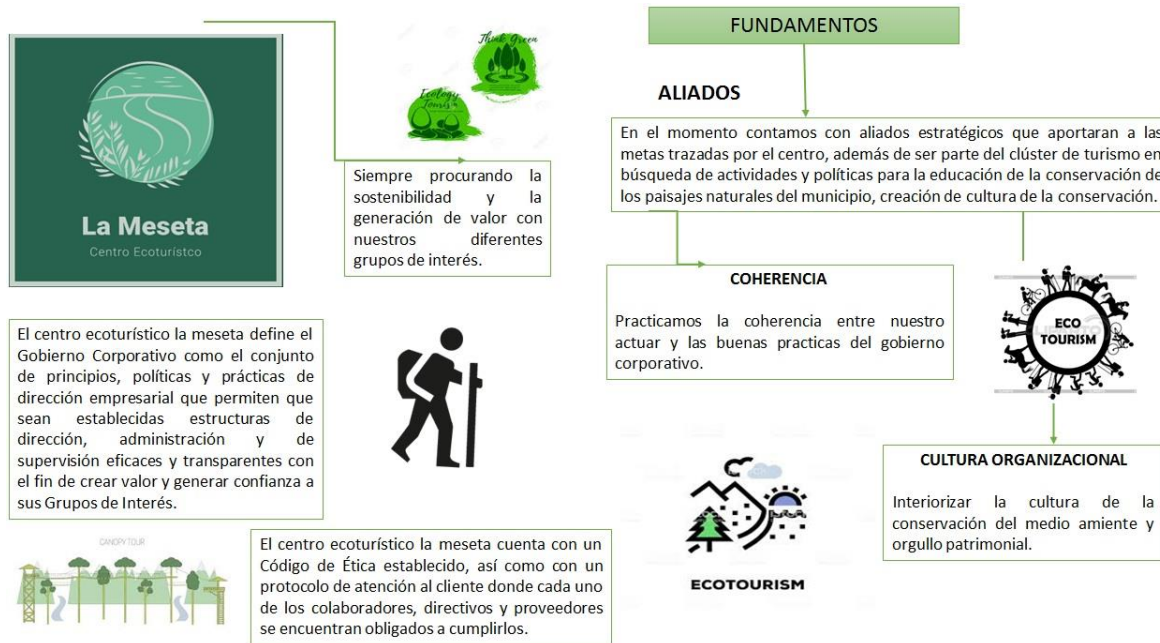 La Meseta
Centro Ecoturístco
Think Green
Ecology
Tourism
Siempre procurando la
sostenibilidad y la
generación de valor con
nuestros diferentes
grupos de interés.
El centro ecoturístico la meseta define el
Gobierno Corporativo como el conjunto
de principios, políticas y prácticas de
dirección empresarial que permiten que
sean establecidas estructuras de
dirección, administración y de
supervisión eficaces y transparentes con
el fin de crear valor y generar confianza a
sus Grupos de Interés.
CANOPY TOUR
El centro ecoturístico la meseta cuenta con un
Código de Ética establecido, así como con un
protocolo de atención al cliente donde cada uno
de los colaboradores, directivos y proveedores
se encuentran obligados a cumplirlos.
FUNDAMENTOS
ALIADOS
En el momento contamos con aliados estratégicos que aportaran a las
metas trazadas por el centro, además de ser parte del clúster de turismo en
búsqueda de actividades y políticas para la educación de la conservación de
los paisajes naturales del municipio, creación de cultura de la conservación.
COHERENCIA
Practicamos la coherencia entre nuestro
actuar y las buenas practicas del gobierno
corporativo.
ECO
TOURISM
ECOTOURISM
CULTURA ORGANIZACIONAL
Interiorizar la cultura de la
conservación del medio amiente y
orgullo patrimonial.